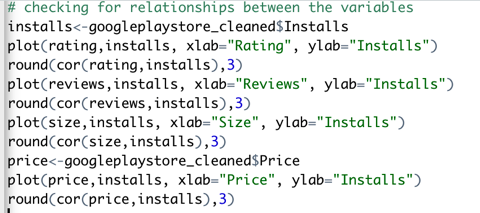 # checking for relationships between the variables
installs<-googleplaystore_cleaned$Installs
plot(rating,installs, xlab="Rating", ylab="Installs")
round(cor(rating,installs),3)
plot(reviews,installs, xlab="Reviews", ylab="Installs")
round(cor(reviews,installs),3)
plot(size,installs, xlab="Size", ylab="Installs")
round(cor(size,installs),3)
price<-googleplaystore_cleaned$Price
plot(price,installs, xlab="Price", ylab="Installs")
round(cor(price,installs),3)